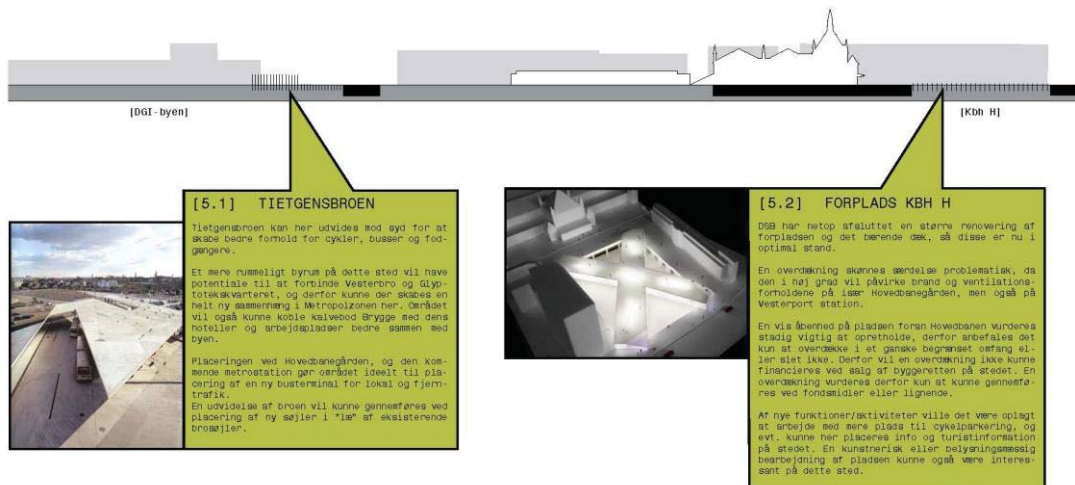 [DGI-byen]
[Kbh H]
[5.1] TIETGENSBROEN
Tietgensbroen kan her udvides mod syd for at
skabe bedre forhold for cykler, busser og fod-
gængere.
Et mere rummeligt byrum på dette sted vil have
potentiale til at forbinde Vesterbro og Glyp-
totekskvarteret, og derfor kunne der skabes en
helt ny sammenhæng i Metropolzonen her. Området
vil også kunne koble kalvebod Brygge med dens
hoteller og arbejdspladser bedre sammen med
byen.
Placeringen ved Hovedbanegården, og den kom-
mende metrostation gør området ideelt til pla-
cering af en ny busterminal for lokal og fjern-
trafik.
En udvidelse af broen vil kunne gennemføres ved
placering af ny søjler i "læ" af eksisterende
brosøjler.
[5.2] FORPLADS KBH H
DSB har netop afsluttet en større renovering af
forpladsen og det bærende dæk, så disse er nu i
optimal stand.
En overdækning skønnes særdelse problematisk, da
den i høj grad vil påvirke brand og ventilations-
forholdene på især Hovedbanegården, men også på
Vesterport station.
En vis åbenhed på pladsen foran Hovedbanen vurderes
stadig vigtig at opretholde, derfor anbefales det
kun at overdække i et ganske begrænset omfang el-
ler slet ikke. Derfor vil en overdækning ikke kunne
financieres ved salg af byggeretten på stedet. En
overdækning vurderes derfor kun at kunne gennemfø-
res ved fondsmidler eller lignende.
Af nye funktioner/aktiviteter ville det være oplagt
at arbejde med mere plads til cykelparkering, og
evt. kunne her placeres info og turistinformation
på stedet. En kunstnerisk eller belysningsmæssig
bearbejdning af pladsen kunne også være interes-
sant på dette sted.